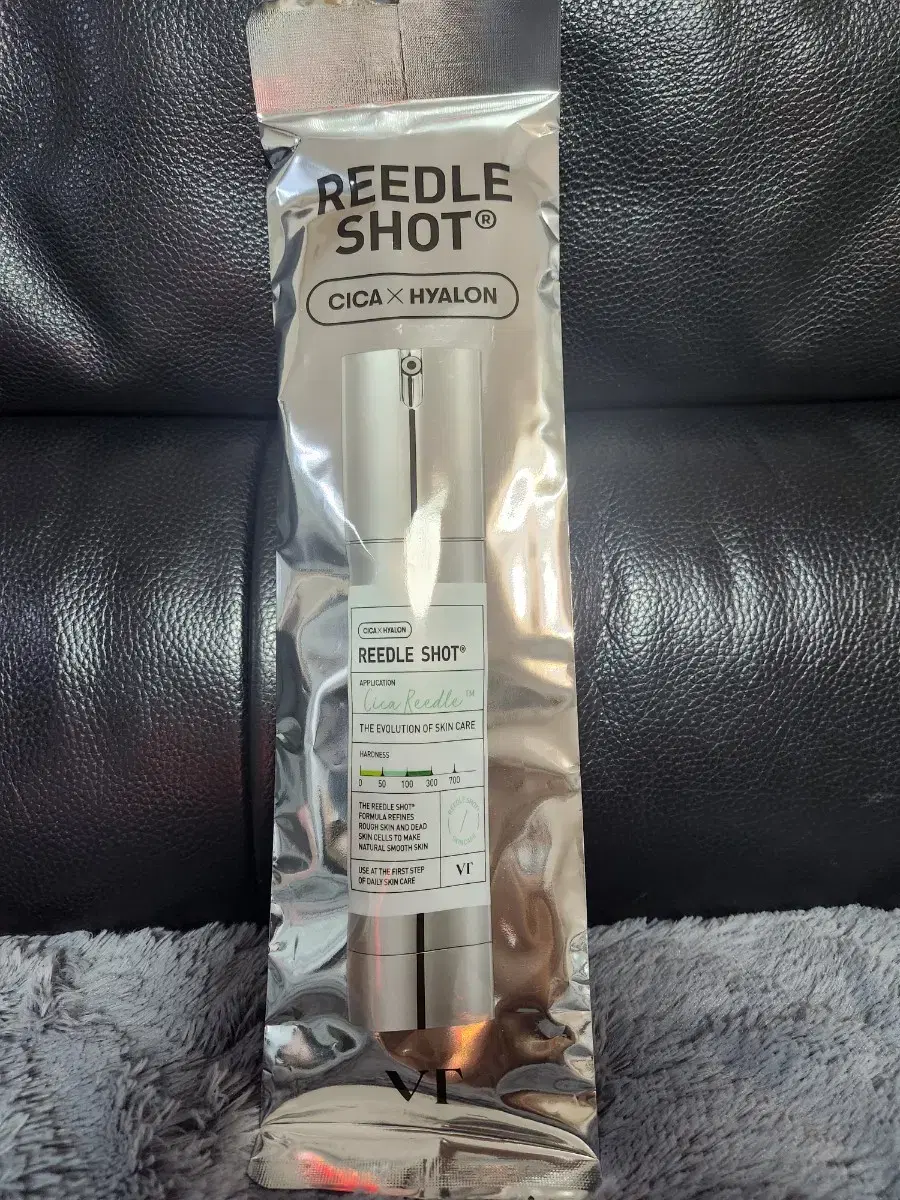 REEDLE
SHOT®
CICA × HYALON
CICA × HYALON
REEDLE SHOT®
APPLICATION
Cica Reedle™
THE EVOLUTION OF SKIN CARE
HARDNESS
0 50 100 300 700
THE REEDLE SHOT®
FORMULA REFINES
ROUGH SKIN AND DEAD
SKIN CELLS TO MAKE
NATURAL SMOOTH SKIN
USE AT THE FIRST STEP
OF DAILY SKIN CARE
VT
VT